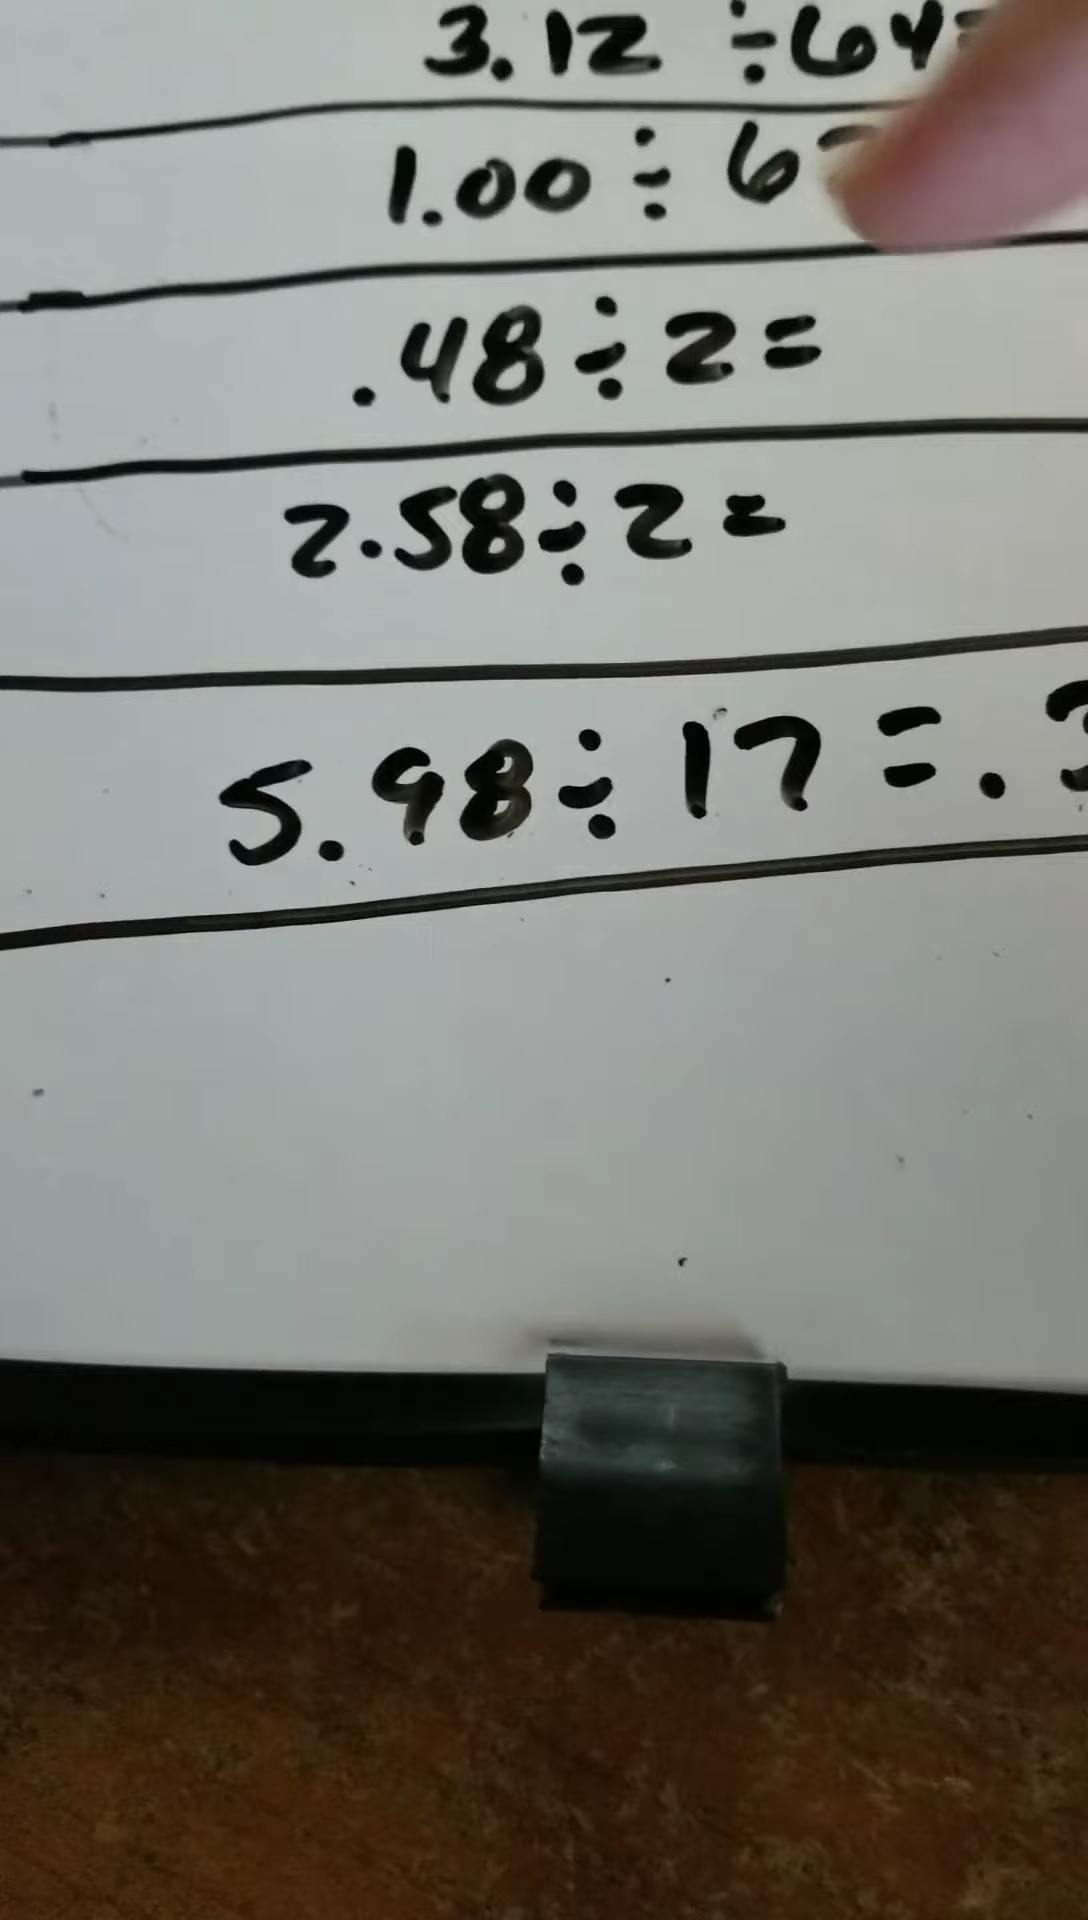 3.12 ÷64=
1.00 ÷ 6
.48÷2=
2.58÷2=
5.98÷17=.3